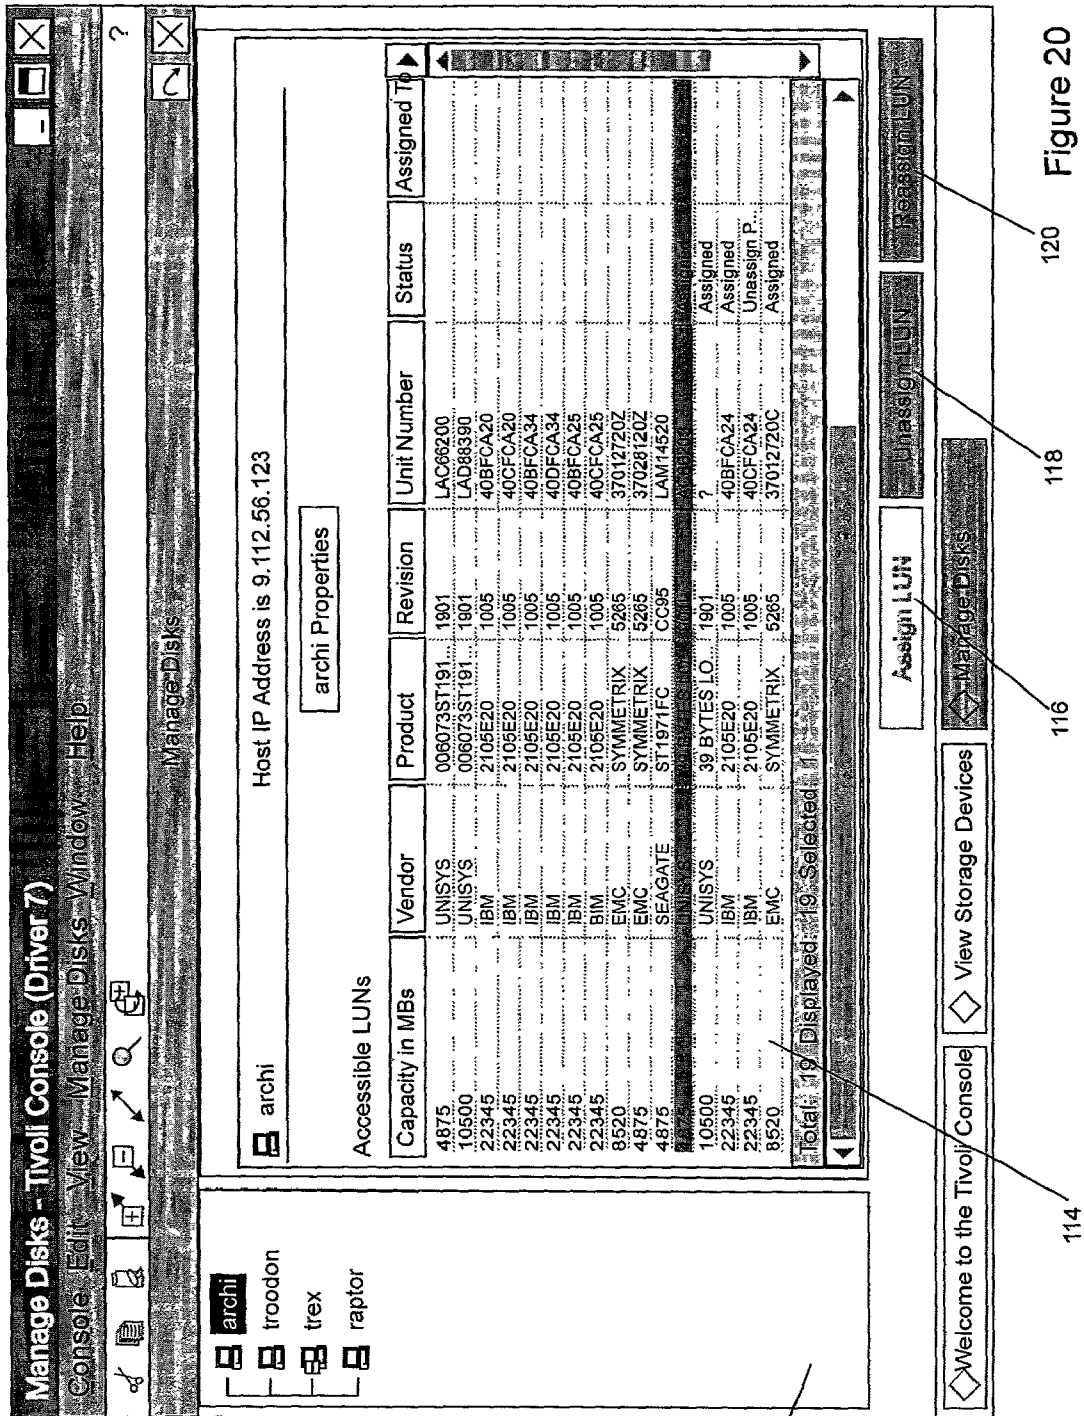 Manage Disks - Tivoli Console (Driver 7)
Console Edit View Manage Disks Window Help
?
Manage Disks
archi
troodon
trex
raptor
archi Host IP Address is 9.112.56.123
archi Properties
Accessible LUNs
Capacity in MBs Vendor Product Revision Unit Number Status Assigned To
4875 UNISYS 006073ST191... 1901 LAC66200
10500 UNISYS 006073ST191... 1901 LAD88390
22345 IBM 2105E20 1005 40BFCA20
22345 IBM 2105E20 1005 40CFCA20
22345 IBM 2105E20 1005 40BFCA34
22345 IBM 2105E20 1005 40DFCA34
22345 IBM 2105E20 1005 40BFCA25
22345 BIM 2105E20 1005 40CFCA25
8520 EMC SYMMETRIX 5265 37012720Z
4875 EMC SYMMETRIX 5265 37026120Z
4875 SEAGATE ST1971FC CC95 LAM14520
4875 UNISYS
10500 UNISYS 39 BYTES LO... 1901 ? Assigned
22345 IBM 2105E20 1005 40BFCA24 Assigned
22345 IBM 2105E20 1005 40CFCA24 Unassign P...
8520 EMC SYMMETRIX 5265 37012720C Assigned
Total: 19 Displayed: 19 Selected: 1
Assign LUN Unassign LUN Reassign LUN
Welcome to the Tivoli Console View Storage Devices Manage Disks
114 116 118 120
Figure 20